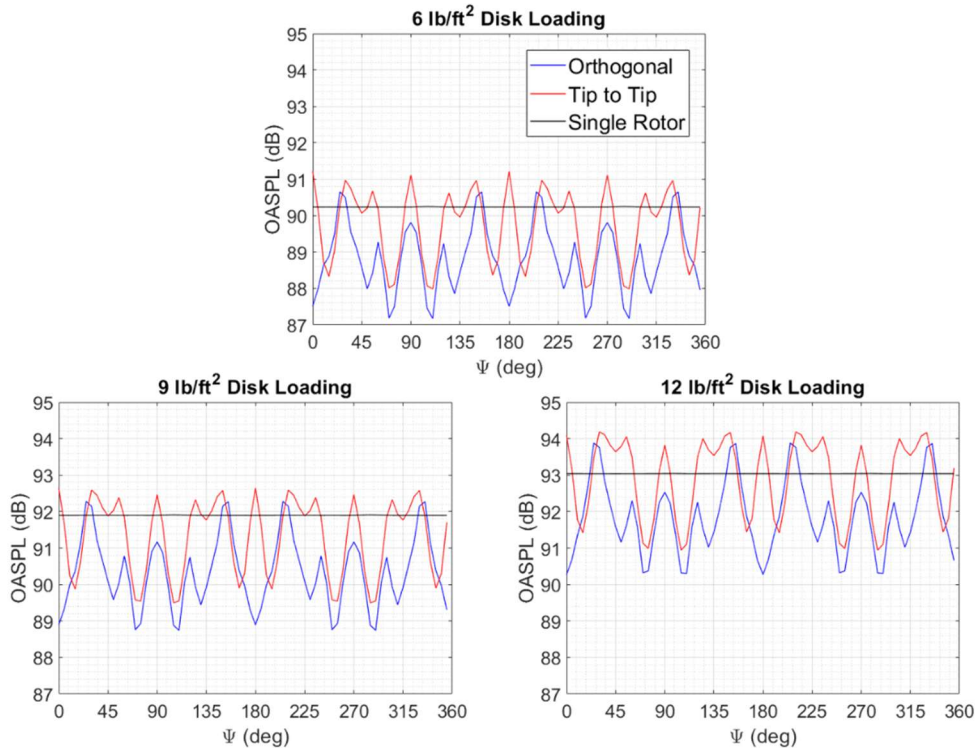 6 lb/ft² Disk Loading
95
94
93
92
91
90
89
88
87
OASPL (dB)
Orthogonal
Tip to Tip
Single Rotor
0 45 90 135 180 225 270 315 360
Ψ (deg)
9 lb/ft² Disk Loading
95
94
93
92
91
90
89
88
87
OASPL (dB)
0 45 90 135 180 225 270 315 360
Ψ (deg)
12 lb/ft² Disk Loading
95
94
93
92
91
90
89
88
87
OASPL (dB)
0 45 90 135 180 225 270 315 360
Ψ (deg)